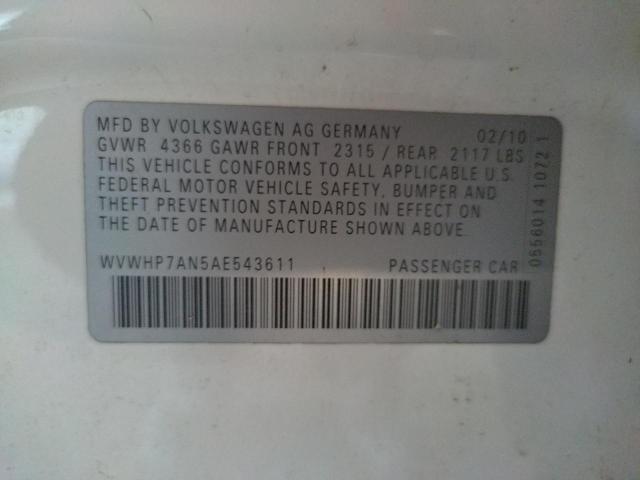 MFD BY VOLKSWAGEN AG GERMANY 02/10
GVWR 4366 GAWR FRONT 2315 / REAR 2117 LBS
THIS VEHICLE CONFORMS TO ALL APPLICABLE U.S.
FEDERAL MOTOR VEHICLE SAFETY, BUMPER AND
THEFT PREVENTION STANDARDS IN EFFECT ON
THE DATE OF MANUFACTURE SHOWN ABOVE.
WVWHP7AN5AE543611 PASSENGER CAR
0556014 1072 1